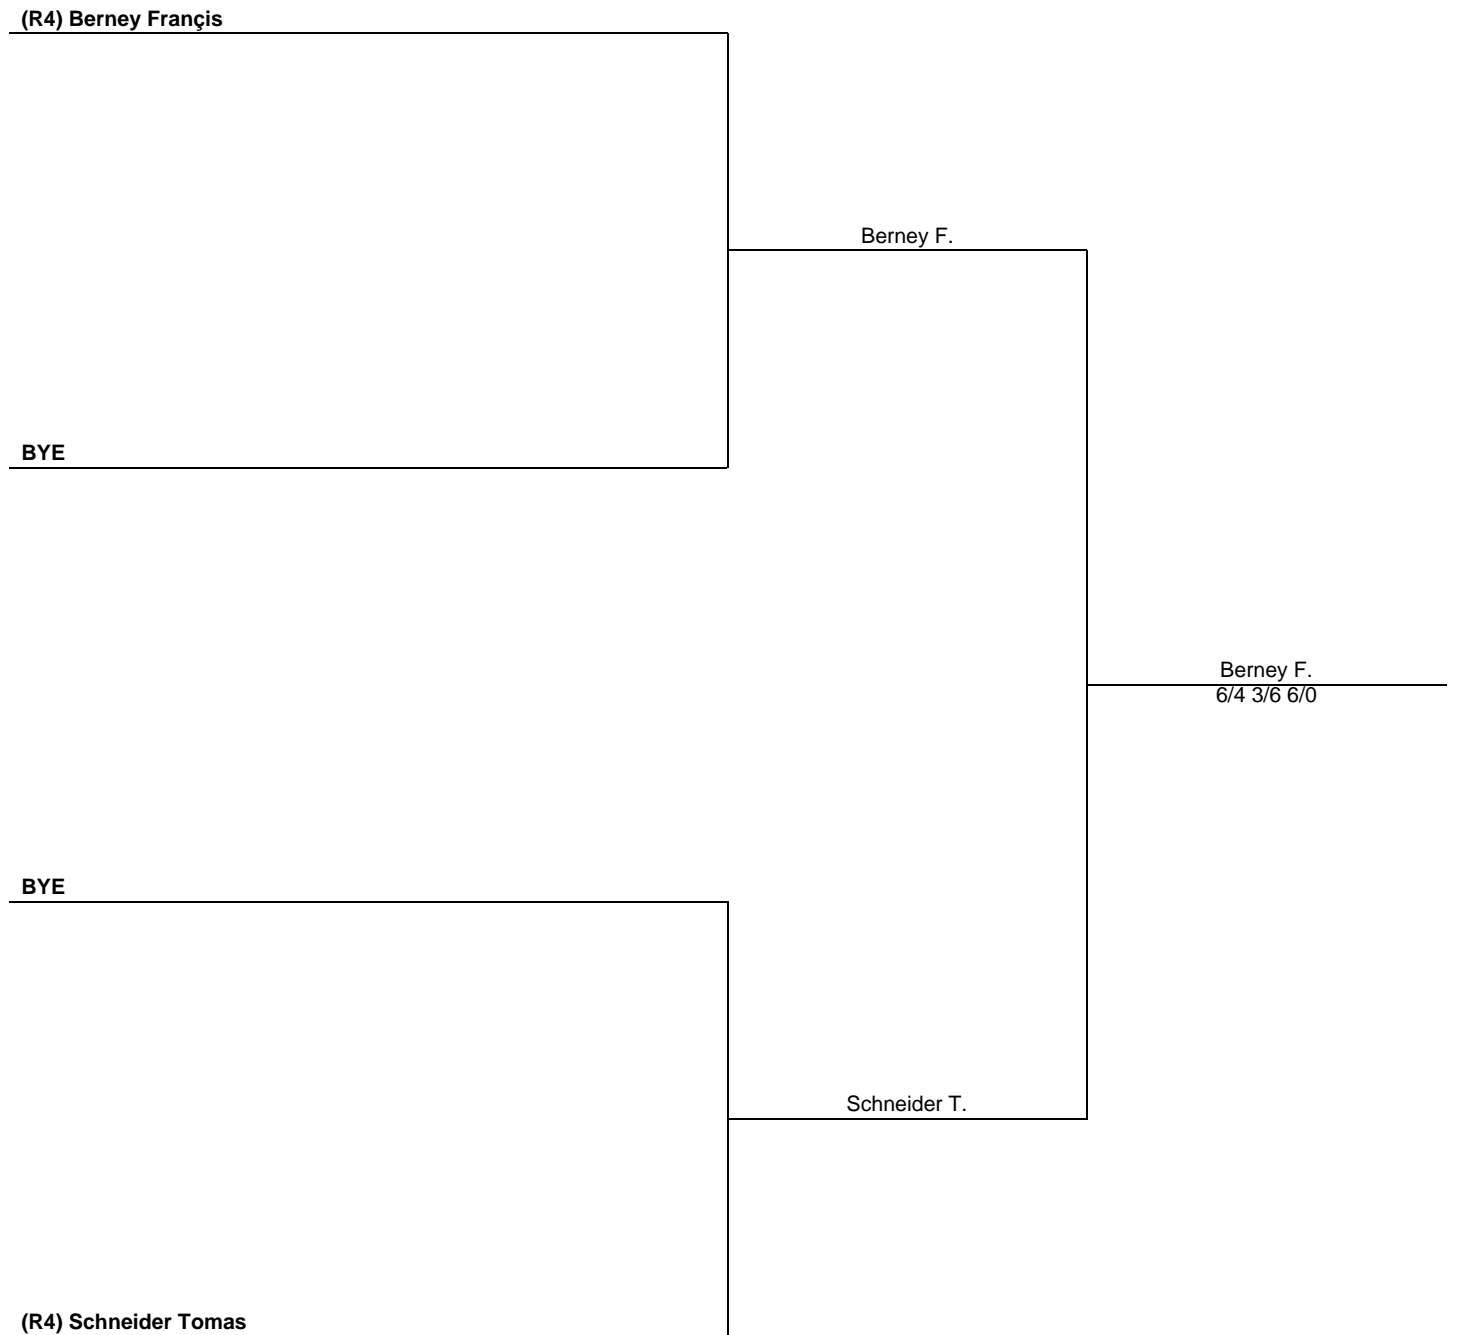 (R4) Berney Françis
Berney F.
BYE
Berney F.
6/4 3/6 6/0
BYE
Schneider T.
(R4) Schneider Tomas